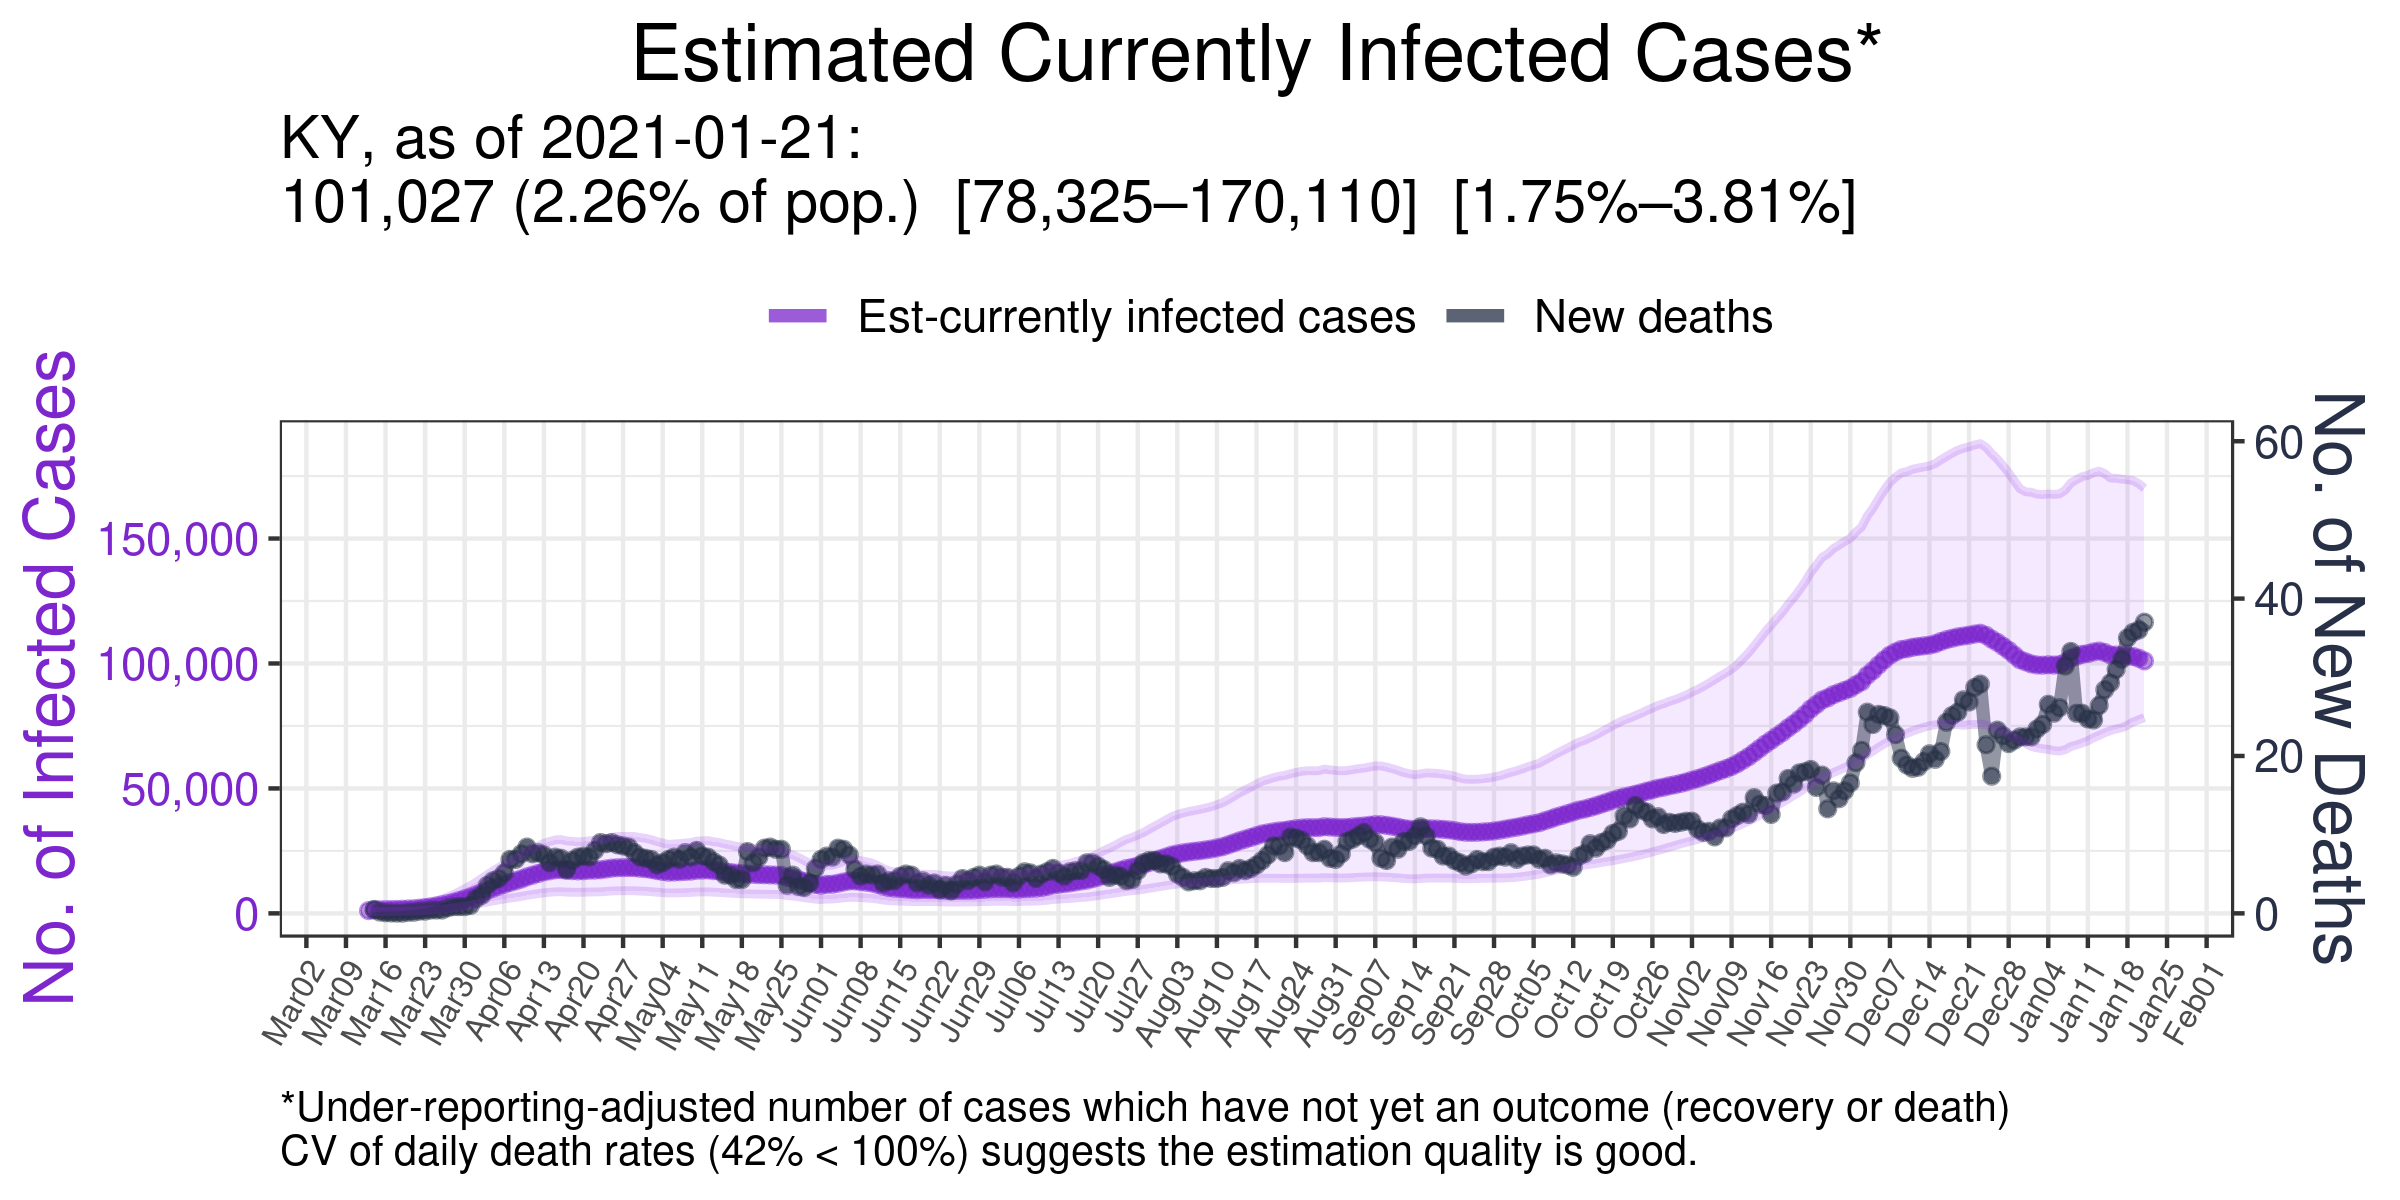 Estimated Currently Infected Cases*
KY, as of 2021-01-21:
101,027 (2.26% of pop.) [78,325–170,110] [1.75%–3.81%]
Est-currently infected cases New deaths
No. of Infected Cases
150,000
100,000
50,000
0
60
40
20
0
No. of New Deaths
Mar02 Mar09 Mar16 Mar23 Mar30 Apr06 Apr13 Apr20 Apr27 May04 May11 May18 May25 Jun01 Jun08 Jun15 Jun22 Jun29 Jul06 Jul13 Jul20 Jul27 Aug03 Aug10 Aug17 Aug24 Aug31 Sep07 Sep14 Sep21 Sep28 Oct05 Oct12 Oct19 Oct26 Nov02 Nov09 Nov16 Nov23 Nov30 Dec07 Dec14 Dec21 Dec28 Jan04 Jan11 Jan18 Jan25 Feb01
*Under-reporting-adjusted number of cases which have not yet an outcome (recovery or death)
CV of daily death rates (42% < 100%) suggests the estimation quality is good.